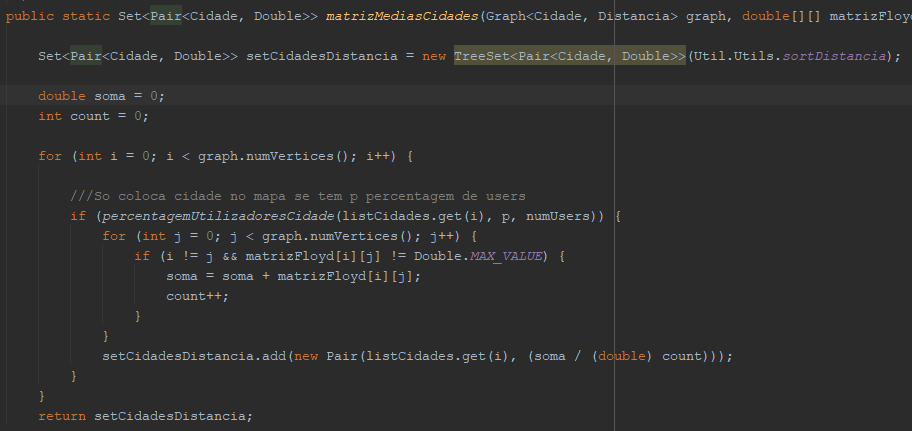 public static Set<Pair<Cidade, Double>> matrizMediasCidades(Graph<Cidade, Distancia> graph, double[][] matrizFloy
Set<Pair<Cidade, Double>> setCidadesDistancia = new TreeSet<Pair<Cidade, Double>>(Util.Utils.sortDistancia);
double soma = 0;
int count = 0;
for (int i = 0; i < graph.numVertices(); i++) {
///So coloca cidade no mapa se tem p percentagem de users
if (percentagemUtilizadoresCidade(listCidades.get(i), p, numUsers)) {
for (int j = 0; j < graph.numVertices(); j++) {
if (i != j && matrizFloyd[i][j] != Double.MAX_VALUE) {
soma = soma + matrizFloyd[i][j];
count++;
}
}
setCidadesDistancia.add(new Pair(listCidades.get(i), (soma / (double) count)));
}
}
return setCidadesDistancia;